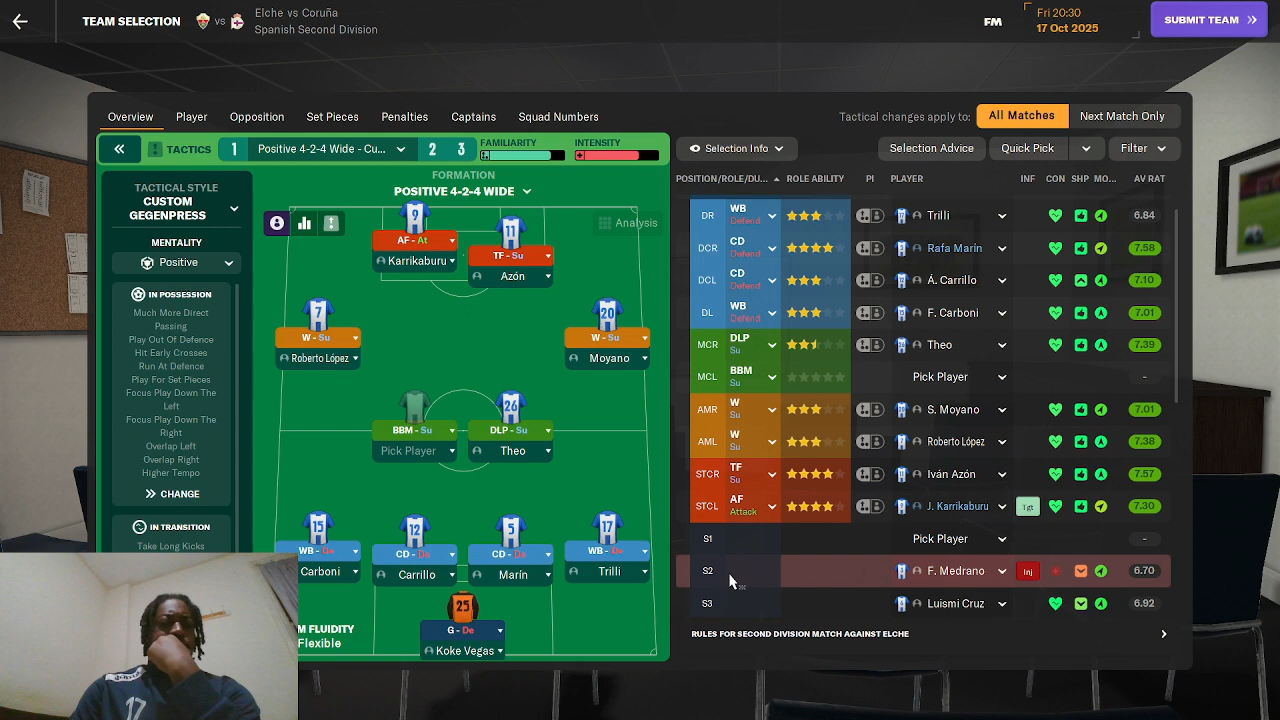 TEAM SELECTION
Elche vs Coruña
Spanish Second Division
vs
FM
Fri 20:30
17 Oct 2025
SUBMIT TEAM
Overview
Player
Opposition
Set Pieces
Penalties
Captains
Squad Numbers
Tactical changes apply to:
All Matches
Next Match Only
TACTICS
1
Positive 4-2-4 Wide - Cu...
2
3
FAMILIARITY
INTENSITY
Selection Info
Selection Advice
Quick Pick
Filter
TACTICAL STYLE
CUSTOM
GEGENPRESS
MENTALITY
Positive
IN POSSESSION
Much More Direct
Passing
Play Out Of Defence
Hit Early Crosses
Run At Defence
Play For Set Pieces
Focus Play Down The
Left
Focus Play Down The
Right
Overlap Left
Overlap Right
Higher Tempo
CHANGE
IN TRANSITION
Take Long Kicks
FORMATION
POSITIVE 4-2-4 WIDE
Analysis
9
AF - At
Karrikaburu
11
TF - Su
Azón
7
W - Su
Roberto López
20
W - Su
Moyano
BBM - Su
Pick Player
26
DLP - Su
Theo
15
WB - De
Carboni
12
CD - De
Carrillo
5
CD - De
Marín
17
WB - De
Trilli
25
G - De
Koke Vegas
M FLUIDITY
Flexible
POSITION/ROLE/DU...
ROLE ABILITY
PI
PLAYER
INF
CON
SHP
MO...
AV RAT
DR WB Defend Trilli 6.84
DCR CD Defend Rafa Marín 7.58
DCL CD Defend Á. Carrillo 7.10
DL WB Defend F. Carboni 7.01
MCR DLP Su Theo 7.39
MCL BBM Su Pick Player -
AMR W Su S. Moyano 7.01
AML W Su Roberto López 7.38
STCR TF Su Iván Azón 7.57
STCL AF Attack J. Karrikaburu Tgt 7.30
S1 Pick Player -
S2 F. Medrano Inj 6.70
S3 Luismi Cruz 6.92
RULES FOR SECOND DIVISION MATCH AGAINST ELCHE
17